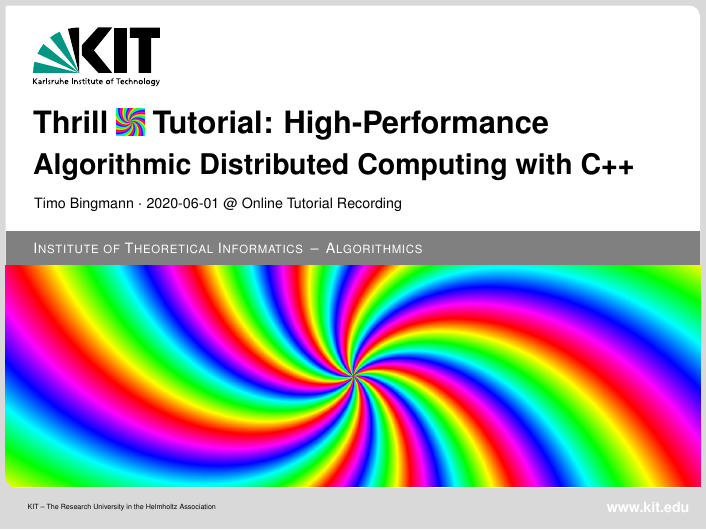 KIT
Karlsruhe Institute of Technology
Thrill Tutorial: High-Performance
Algorithmic Distributed Computing with C++
Timo Bingmann · 2020-06-01 @ Online Tutorial Recording
INSTITUTE OF THEORETICAL INFORMATICS – ALGORITHMICS
KIT – The Research University in the Helmholtz Association
www.kit.edu